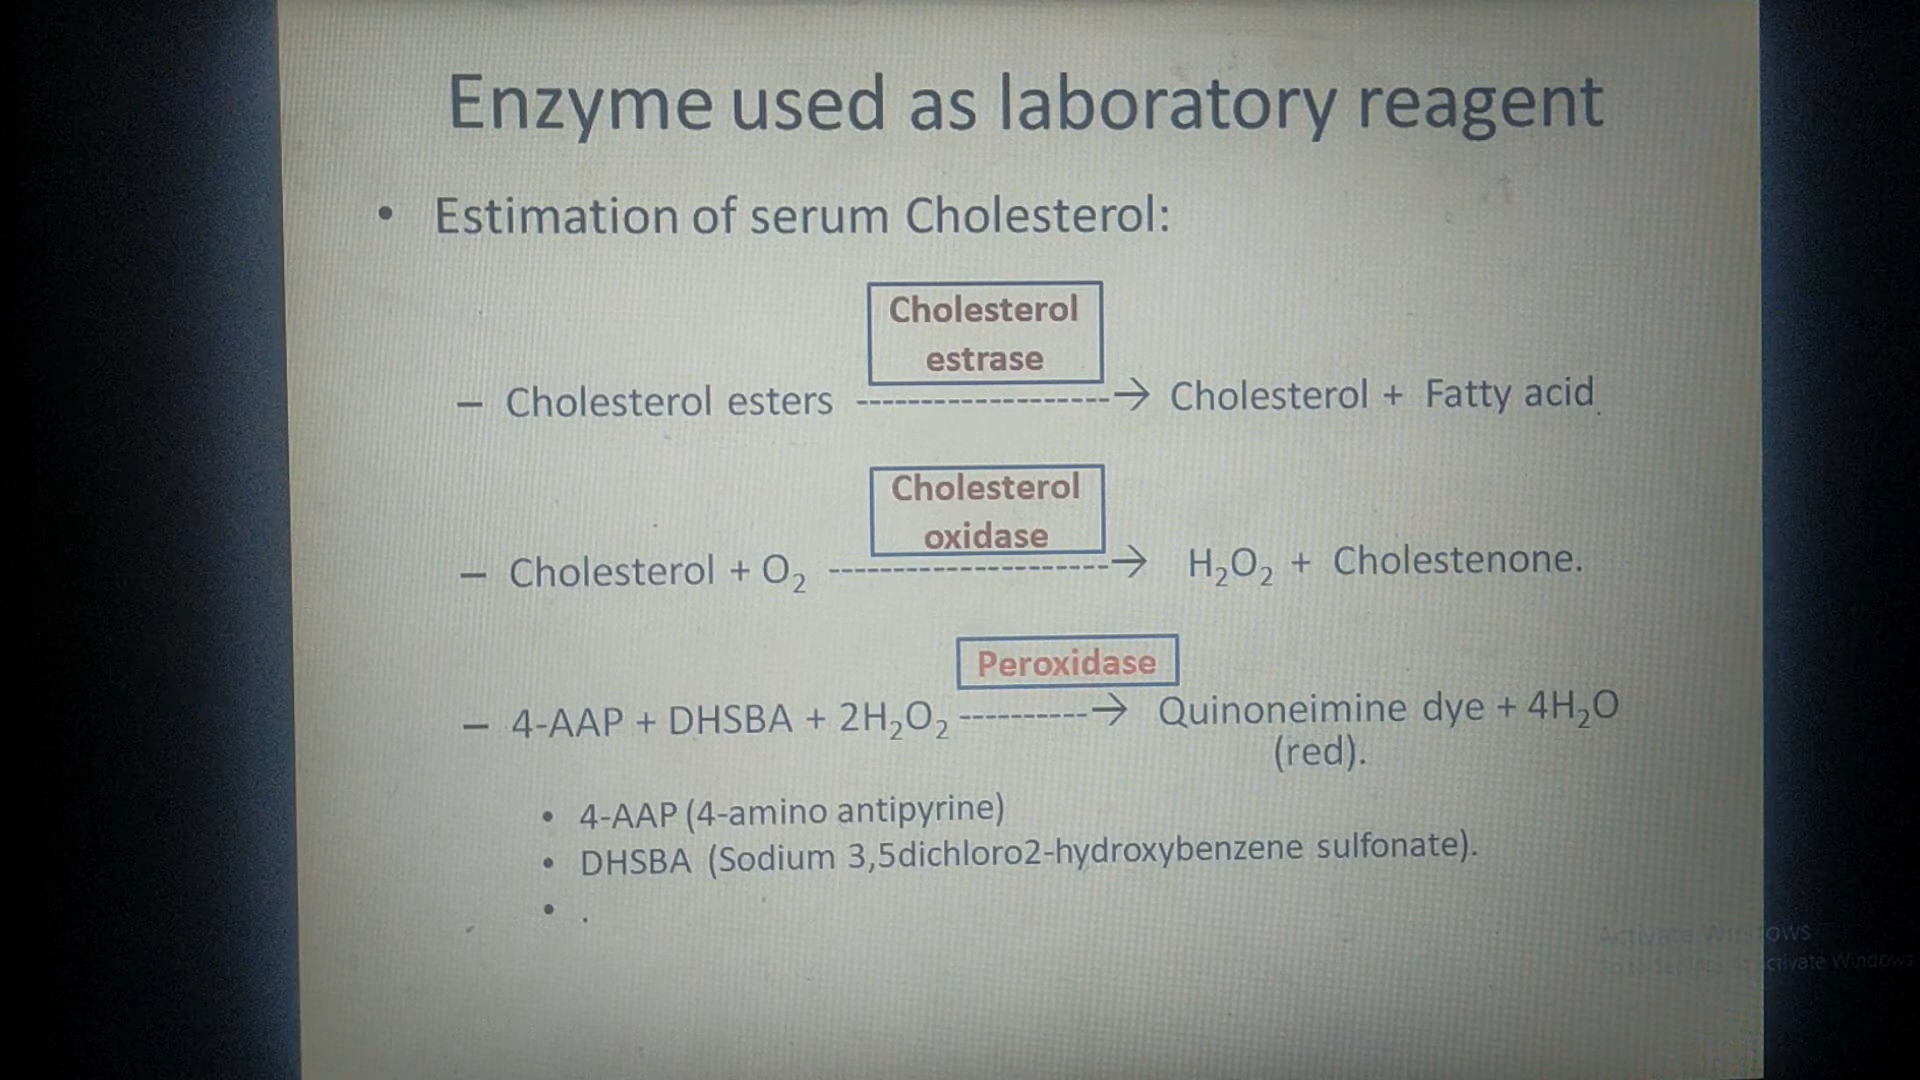 Enzyme used as laboratory reagent
• Estimation of serum Cholesterol:
Cholesterol
estrase
– Cholesterol esters ------------------→ Cholesterol + Fatty acid.
Cholesterol
oxidase
– Cholesterol + O₂ --------------------→ H₂O₂ + Cholestenone.
Peroxidase
– 4-AAP + DHSBA + 2H₂O₂ ----------→ Quinoneimine dye + 4H₂O
(red).
• 4-AAP (4-amino antipyrine)
• DHSBA (Sodium 3,5dichloro2-hydroxybenzene sulfonate).
• .
Activate Windows
Activate Windows